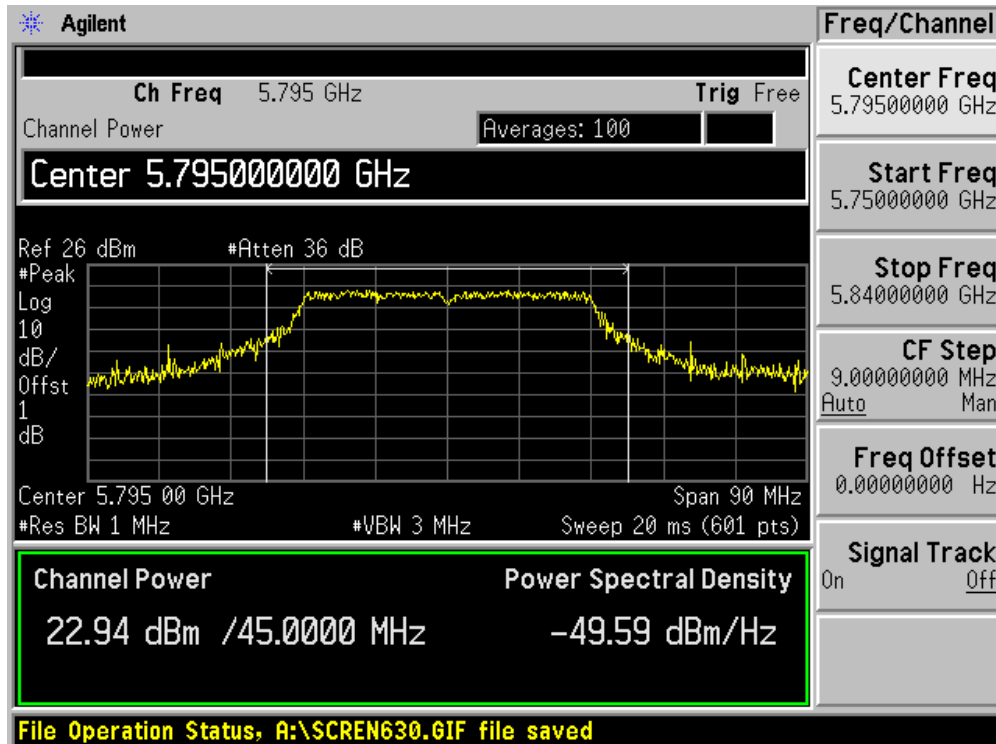 Agilent
Freq/Channel
Ch Freq 5.795 GHz Trig Free
Channel Power Averages: 100
Center 5.795000000 GHz
Ref 26 dBm #Atten 36 dB
#Peak
Log
10
dB/
Offst
1
dB
Center 5.795 00 GHz Span 90 MHz
#Res BW 1 MHz #VBW 3 MHz Sweep 20 ms (601 pts)
Channel Power Power Spectral Density
22.94 dBm /45.0000 MHz -49.59 dBm/Hz
File Operation Status, A:\SCREN630.GIF file saved
Center Freq
5.79500000 GHz
Start Freq
5.75000000 GHz
Stop Freq
5.84000000 GHz
CF Step
9.00000000 MHz
Auto Man
Freq Offset
0.00000000 Hz
Signal Track
On Off